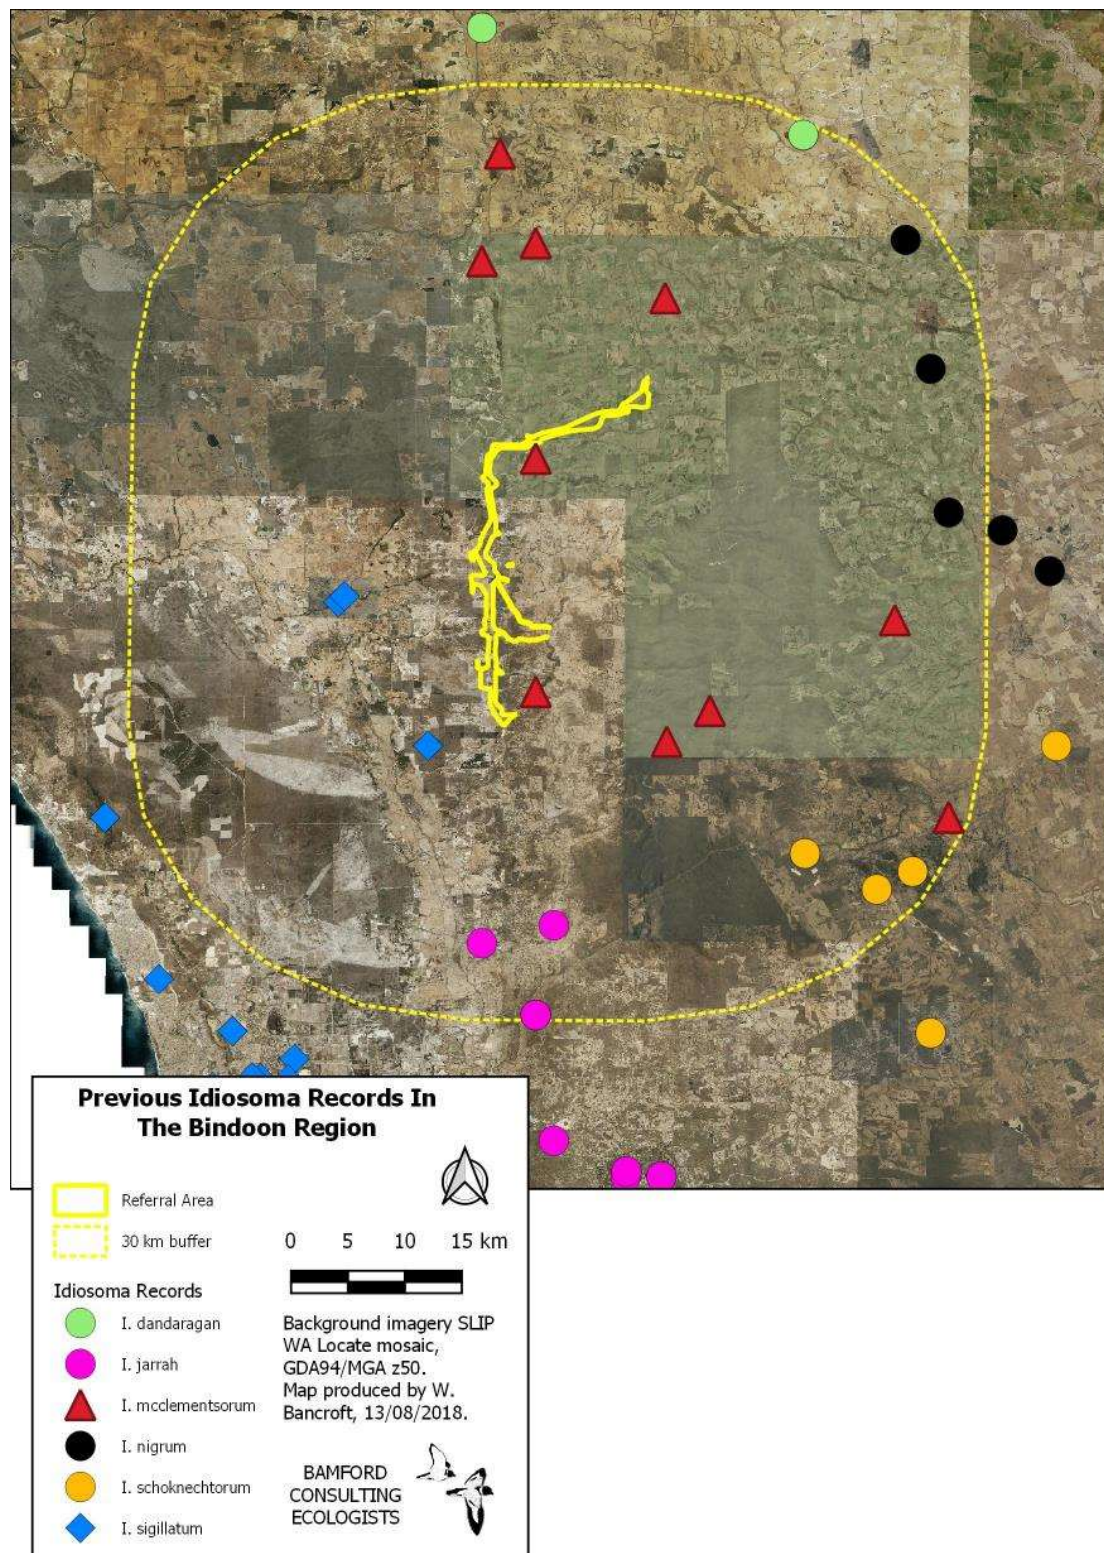 Previous Idiosoma Records In
The Bindoon Region
Referral Area
30 km buffer
0 5 10 15 km
Idiosoma Records
I. dandaragan
I. jarrah
I. mcclementsorum
I. nigrum
I. schoknechtorum
I. sigillatum
Background imagery SLIP
WA Locate mosaic,
GDA94/MGA z50.
Map produced by W.
Bancroft, 13/08/2018.
BAMFORD
CONSULTING
ECOLOGISTS